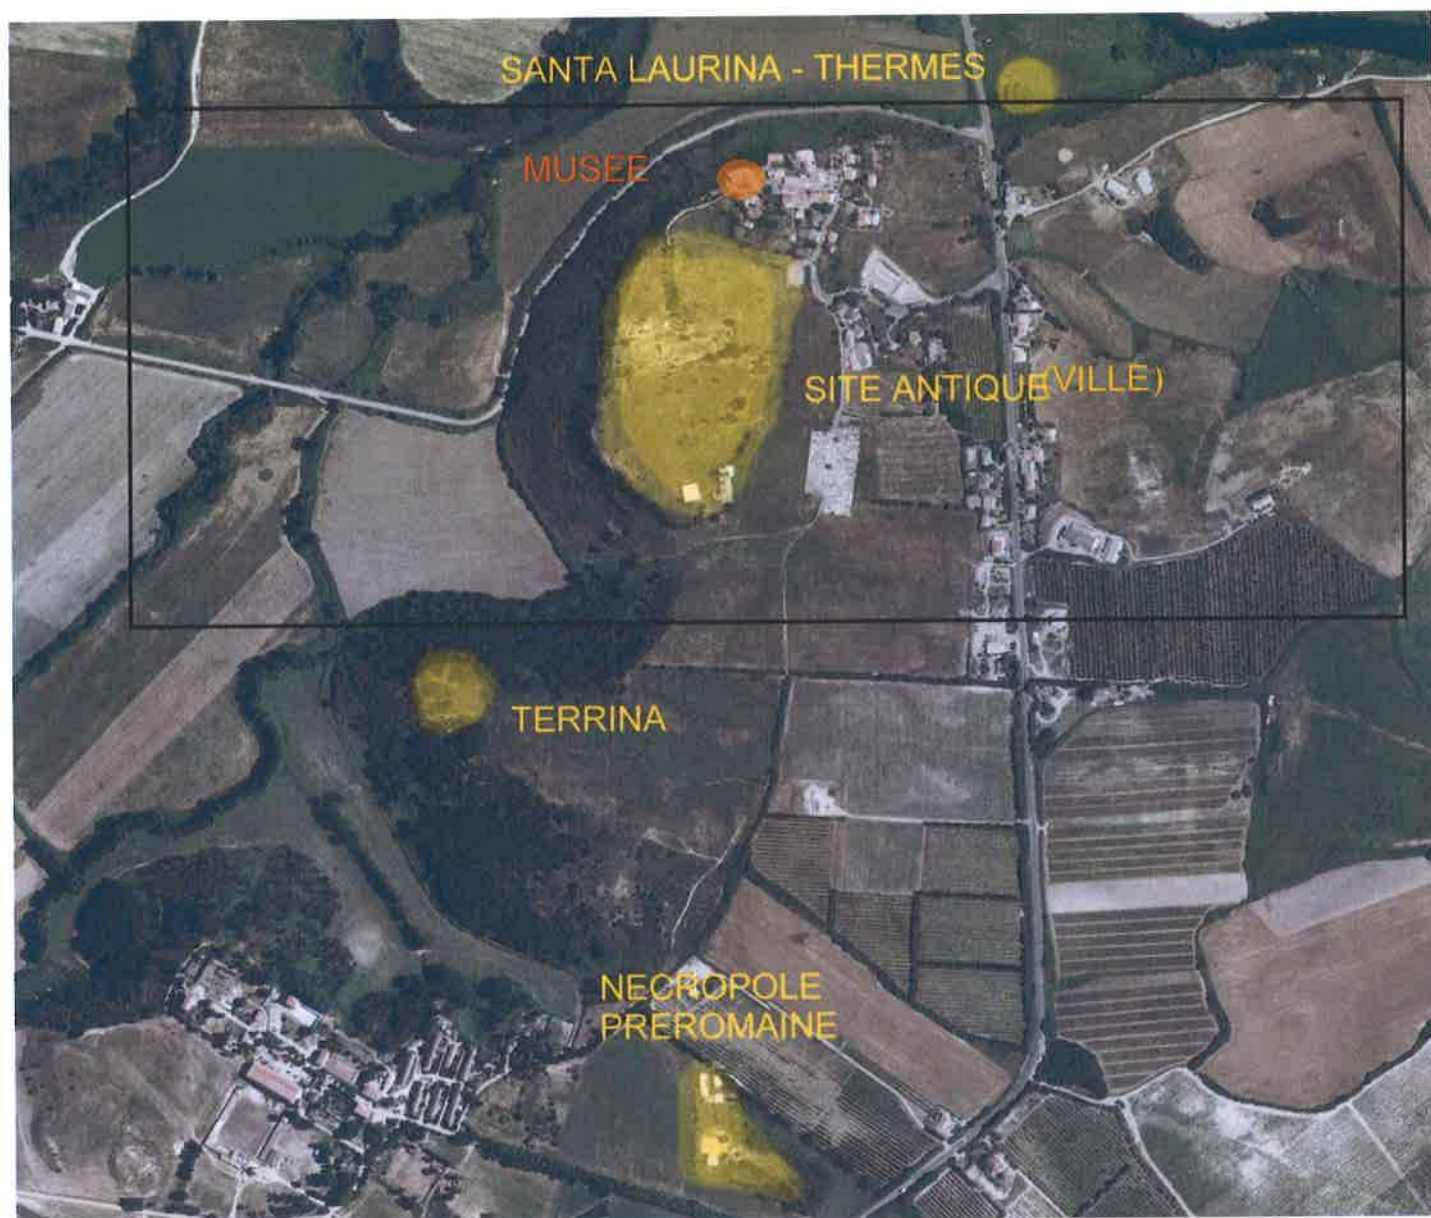 SANTA LAURINA - THERMES
MUSEE
SITE ANTIQUE (VILLE)
TERRINA
NECROPOLE
PREROMAINE